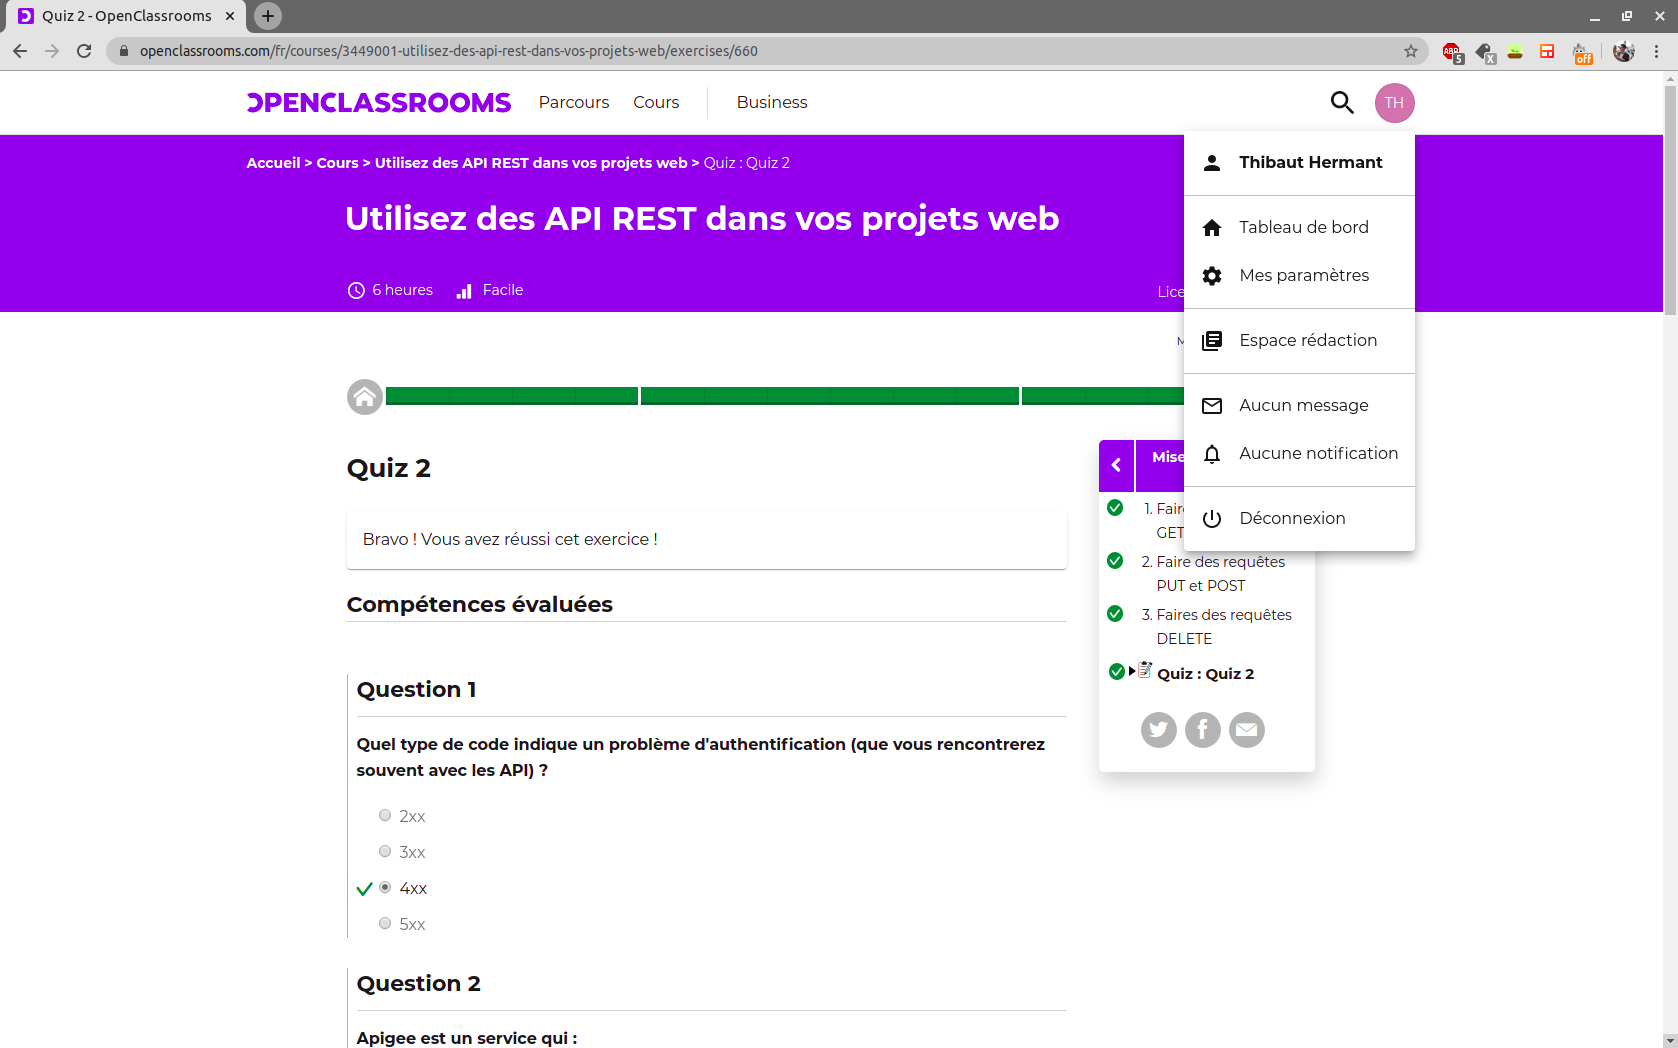 Quiz 2 - OpenClassrooms
openclassrooms.com/fr/courses/3449001-utilisez-des-api-rest-dans-vos-projets-web/exercises/660
ABP
5
x
off
OPENCLASSROOMS
Parcours
Cours
Business
TH
Accueil > Cours > Utilisez des API REST dans vos projets web > Quiz : Quiz 2
Utilisez des API REST dans vos projets web
6 heures
Facile
Lice
M
Thibaut Hermant
Tableau de bord
Mes paramètres
Espace rédaction
Aucun message
Aucune notification
Déconnexion
Quiz 2
Bravo ! Vous avez réussi cet exercice !
Compétences évaluées
Question 1
Quel type de code indique un problème d'authentification (que vous rencontrerez
souvent avec les API) ?
2xx
3xx
4xx
5xx
Question 2
Apigee est un service qui :
Mise
1. Fair
GET
2. Faire des requêtes
PUT et POST
3. Faires des requêtes
DELETE
Quiz : Quiz 2